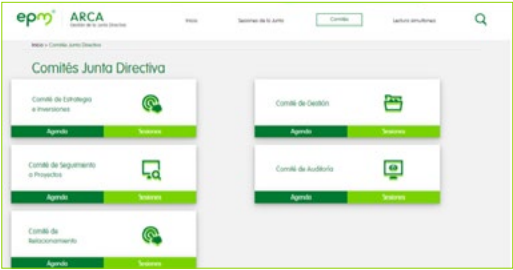 epm
ARCA
Gestión de la Junta Directiva
Inicio
Sesiones de la Junta
Comités
Lectura simultánea
Inicio > Comités Junta Directiva
Comités Junta Directiva
Comité de Estrategia
e Inversiones
Agenda
Sesiones
Comité de Gestión
Agenda
Sesiones
Comité de Seguimiento
a Proyectos
Agenda
Sesiones
Comité de Auditoría
Agenda
Sesiones
Comité de
Relacionamiento
Agenda
Sesiones